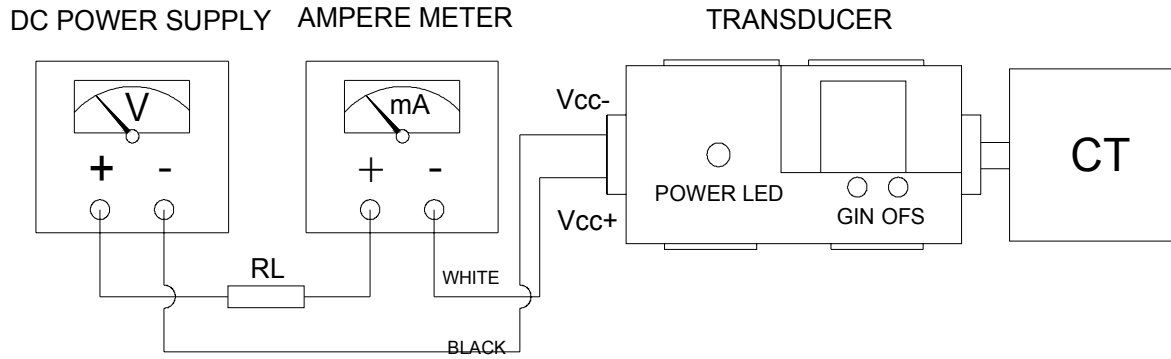 DC POWER SUPPLY
AMPERE METER
TRANSDUCER
V
mA
+ -
+ -
Vcc-
Vcc+
POWER LED
GIN OFS
CT
RL
WHITE
BLACK